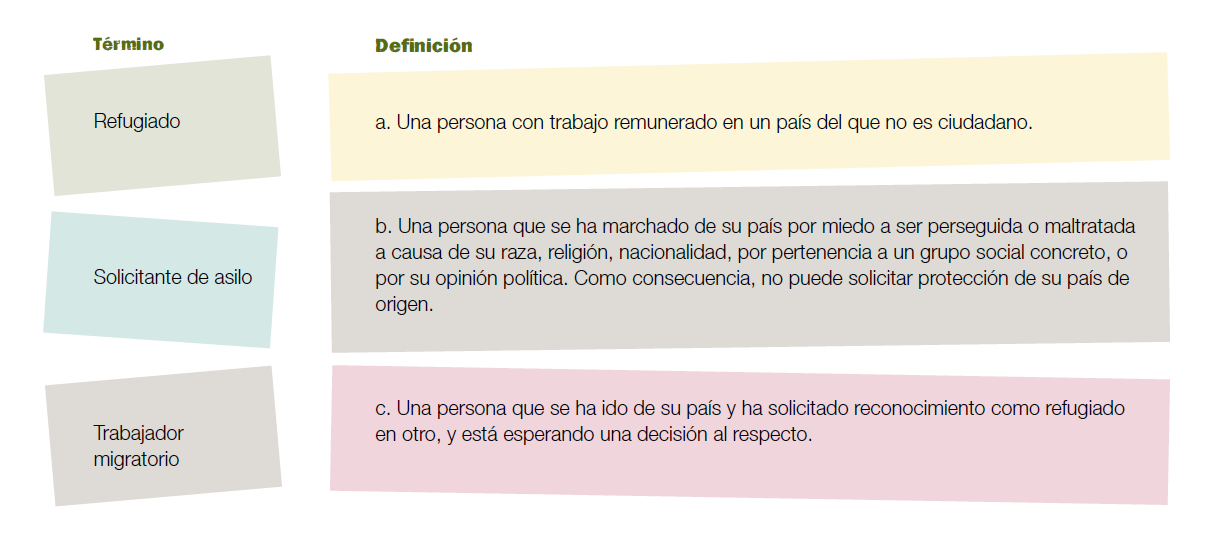 Término
Definición
Refugiado
a. Una persona con trabajo remunerado en un país del que no es ciudadano.
Solicitante de asilo
b. Una persona que se ha marchado de su país por miedo a ser perseguida o maltratada
a causa de su raza, religión, nacionalidad, por pertenencia a un grupo social concreto, o
por su opinión política. Como consecuencia, no puede solicitar protección de su país de
origen.
Trabajador
migratorio
c. Una persona que se ha ido de su país y ha solicitado reconocimiento como refugiado
en otro, y está esperando una decisión al respecto.